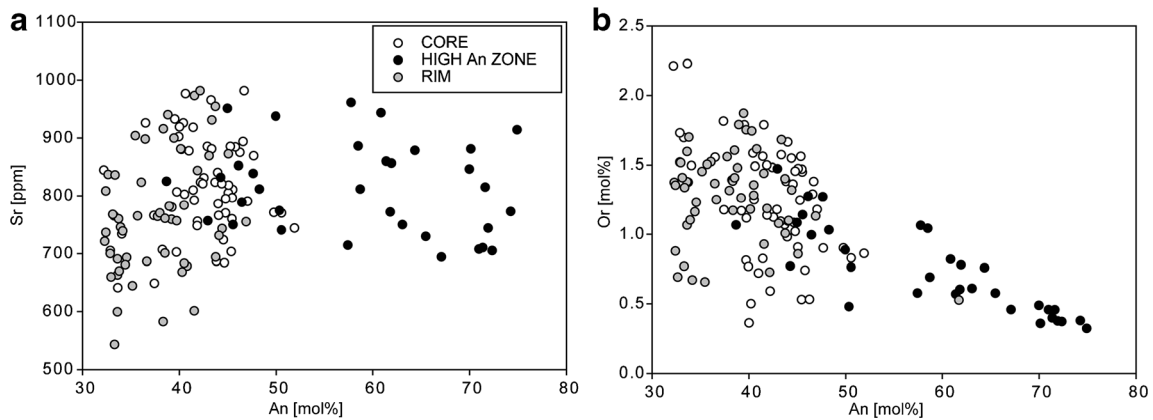 a
1100
1000
900
800
700
600
500
Sr [ppm]
30 40 50 60 70 80
An [mol%]
CORE
HIGH An ZONE
RIM
b
2.5
2.0
1.5
1.0
0.5
0.0
Or [mol%]
30 40 50 60 70 80
An [mol%]